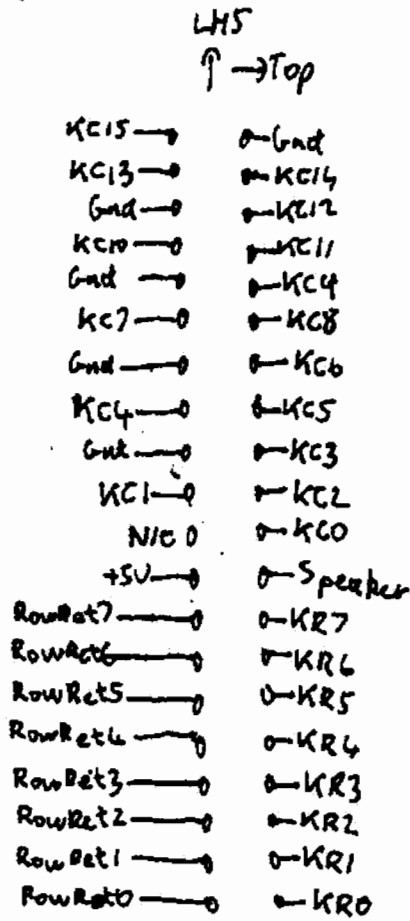 LH5
↑ → Top
KC15 Gnd
KC13 KC14
Gnd KC12
KC10 KC11
Gnd KC4
KC7 KC8
Gnd KC6
KC4 KC5
Gnd KC3
KC1 KC2
N/C KC0
+5V Speaker
RowRet7 KR7
RowRet6 KR6
RowRet5 KR5
RowRet4 KR4
RowRet3 KR3
RowRet2 KR2
RowRet1 KR1
RowRet0 KR0